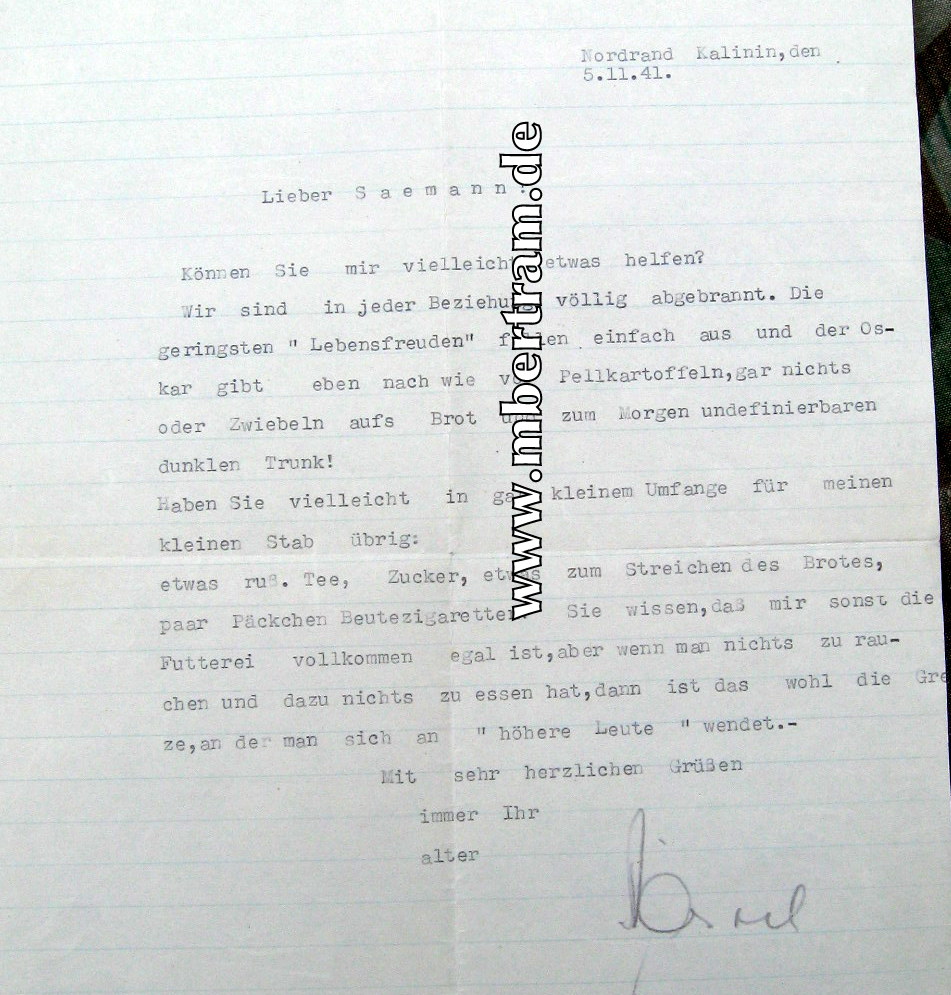 Nordrand Kalinin,den
5.11.41.
Lieber S a e m a n n !
Können Sie mir vielleicht etwas helfen?
Wir sind in jeder Beziehung völlig abgebrannt. Die
geringsten " Lebensfreuden" fallen einfach aus und der Os-
kar gibt eben nach wie vor Pellkartoffeln,gar nichts
oder Zwiebeln aufs Brot und zum Morgen undefinierbaren
dunklen Trunk!
Haben Sie vielleicht in ganz kleinem Umfange für meinen
kleinen Stab übrig:
etwas ruß. Tee, Zucker, etwas zum Streichen des Brotes,
paar Päckchen Beutezigaretten Sie wissen,daß mir sonst die
Futterei vollkommen egal ist,aber wenn man nichts zu rau-
chen und dazu nichts zu essen hat,dann ist das wohl die Gre
ze,an der man sich an " höhere Leute " wendet.-
Mit sehr herzlichen Grüßen
immer Ihr
alter
www.mbertram.de